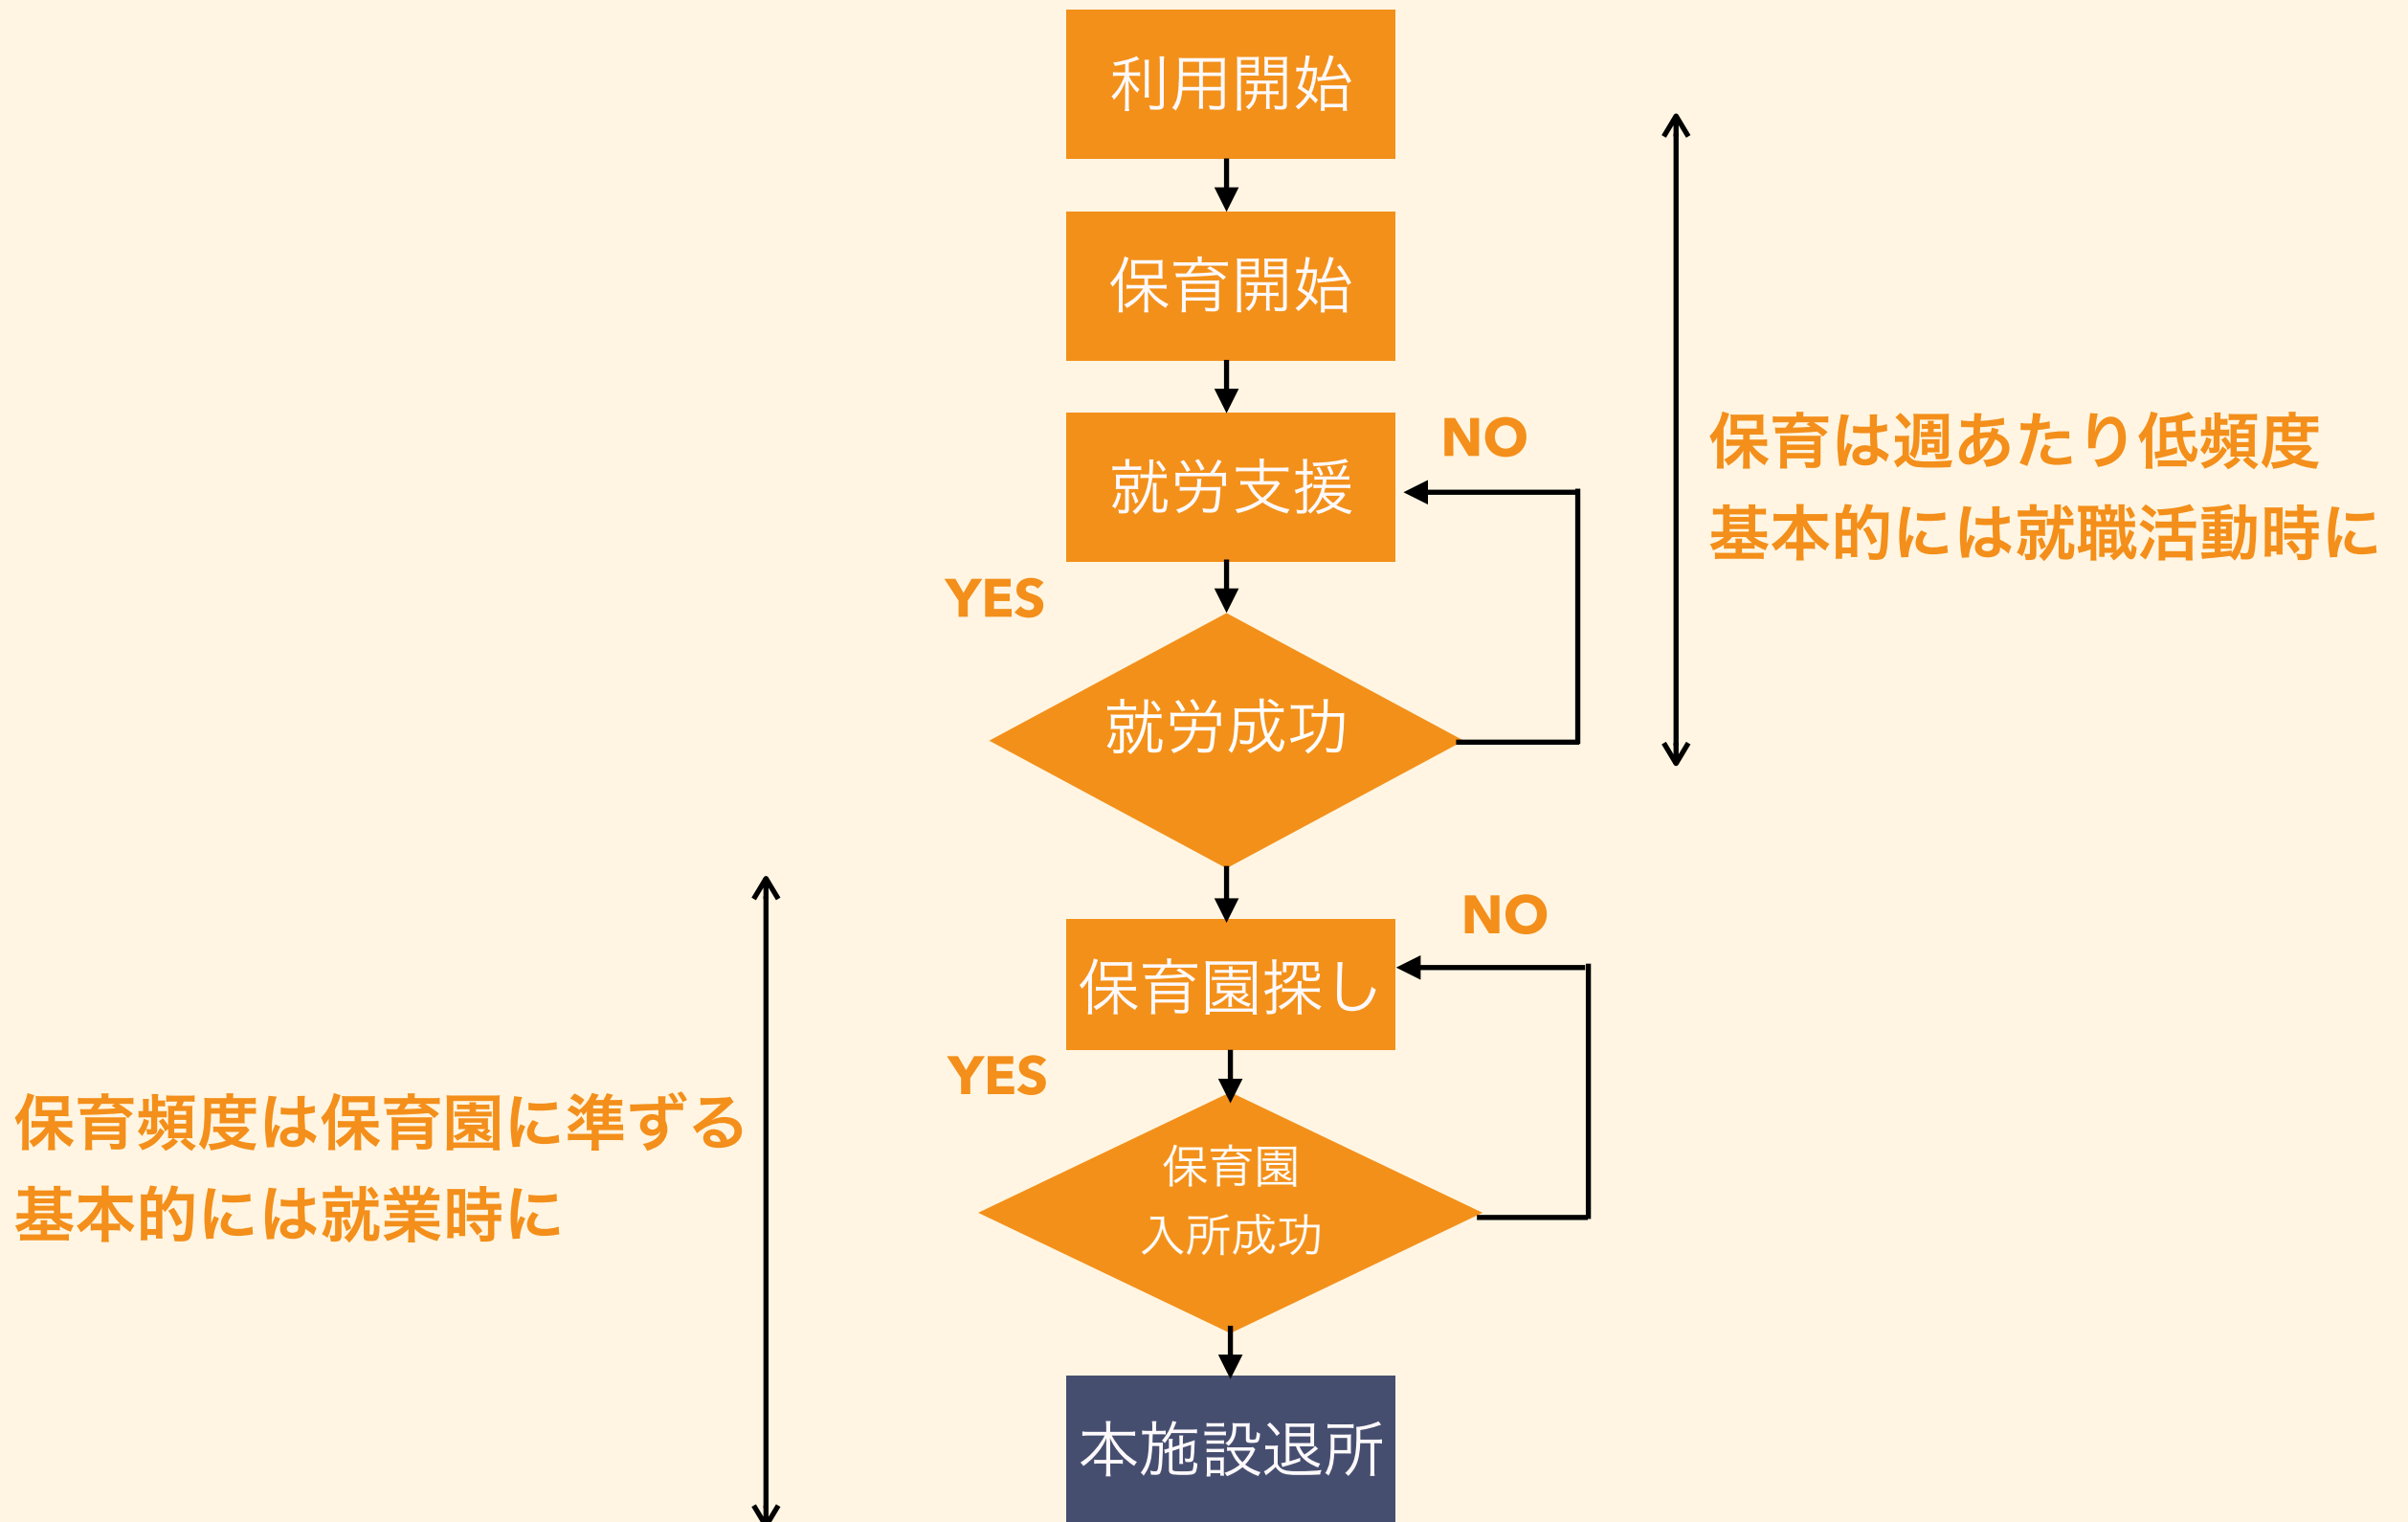 利用開始
保育開始
就労支援
NO
保育は週あたり低頻度
基本的には就職活動時に
YES
就労成功
保育園探し
NO
YES
保育頻度は保育園に準ずる
基本的には就業時に
保育園
入所成功
本施設退所